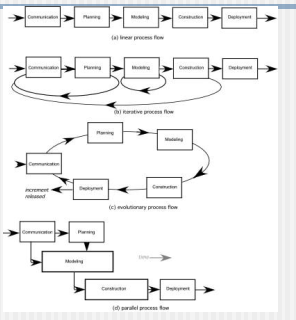 Communication Planning Modeling Construction Deployment
(a) linear process flow
Communication Planning Modeling Construction Deployment
(b) iterative process flow
Planning
Modeling
Communication
increment
released
Deployment
Construction
(c) evolutionary process flow
Communication Planning
Modeling
Time
Construction Deployment
(d) parallel process flow